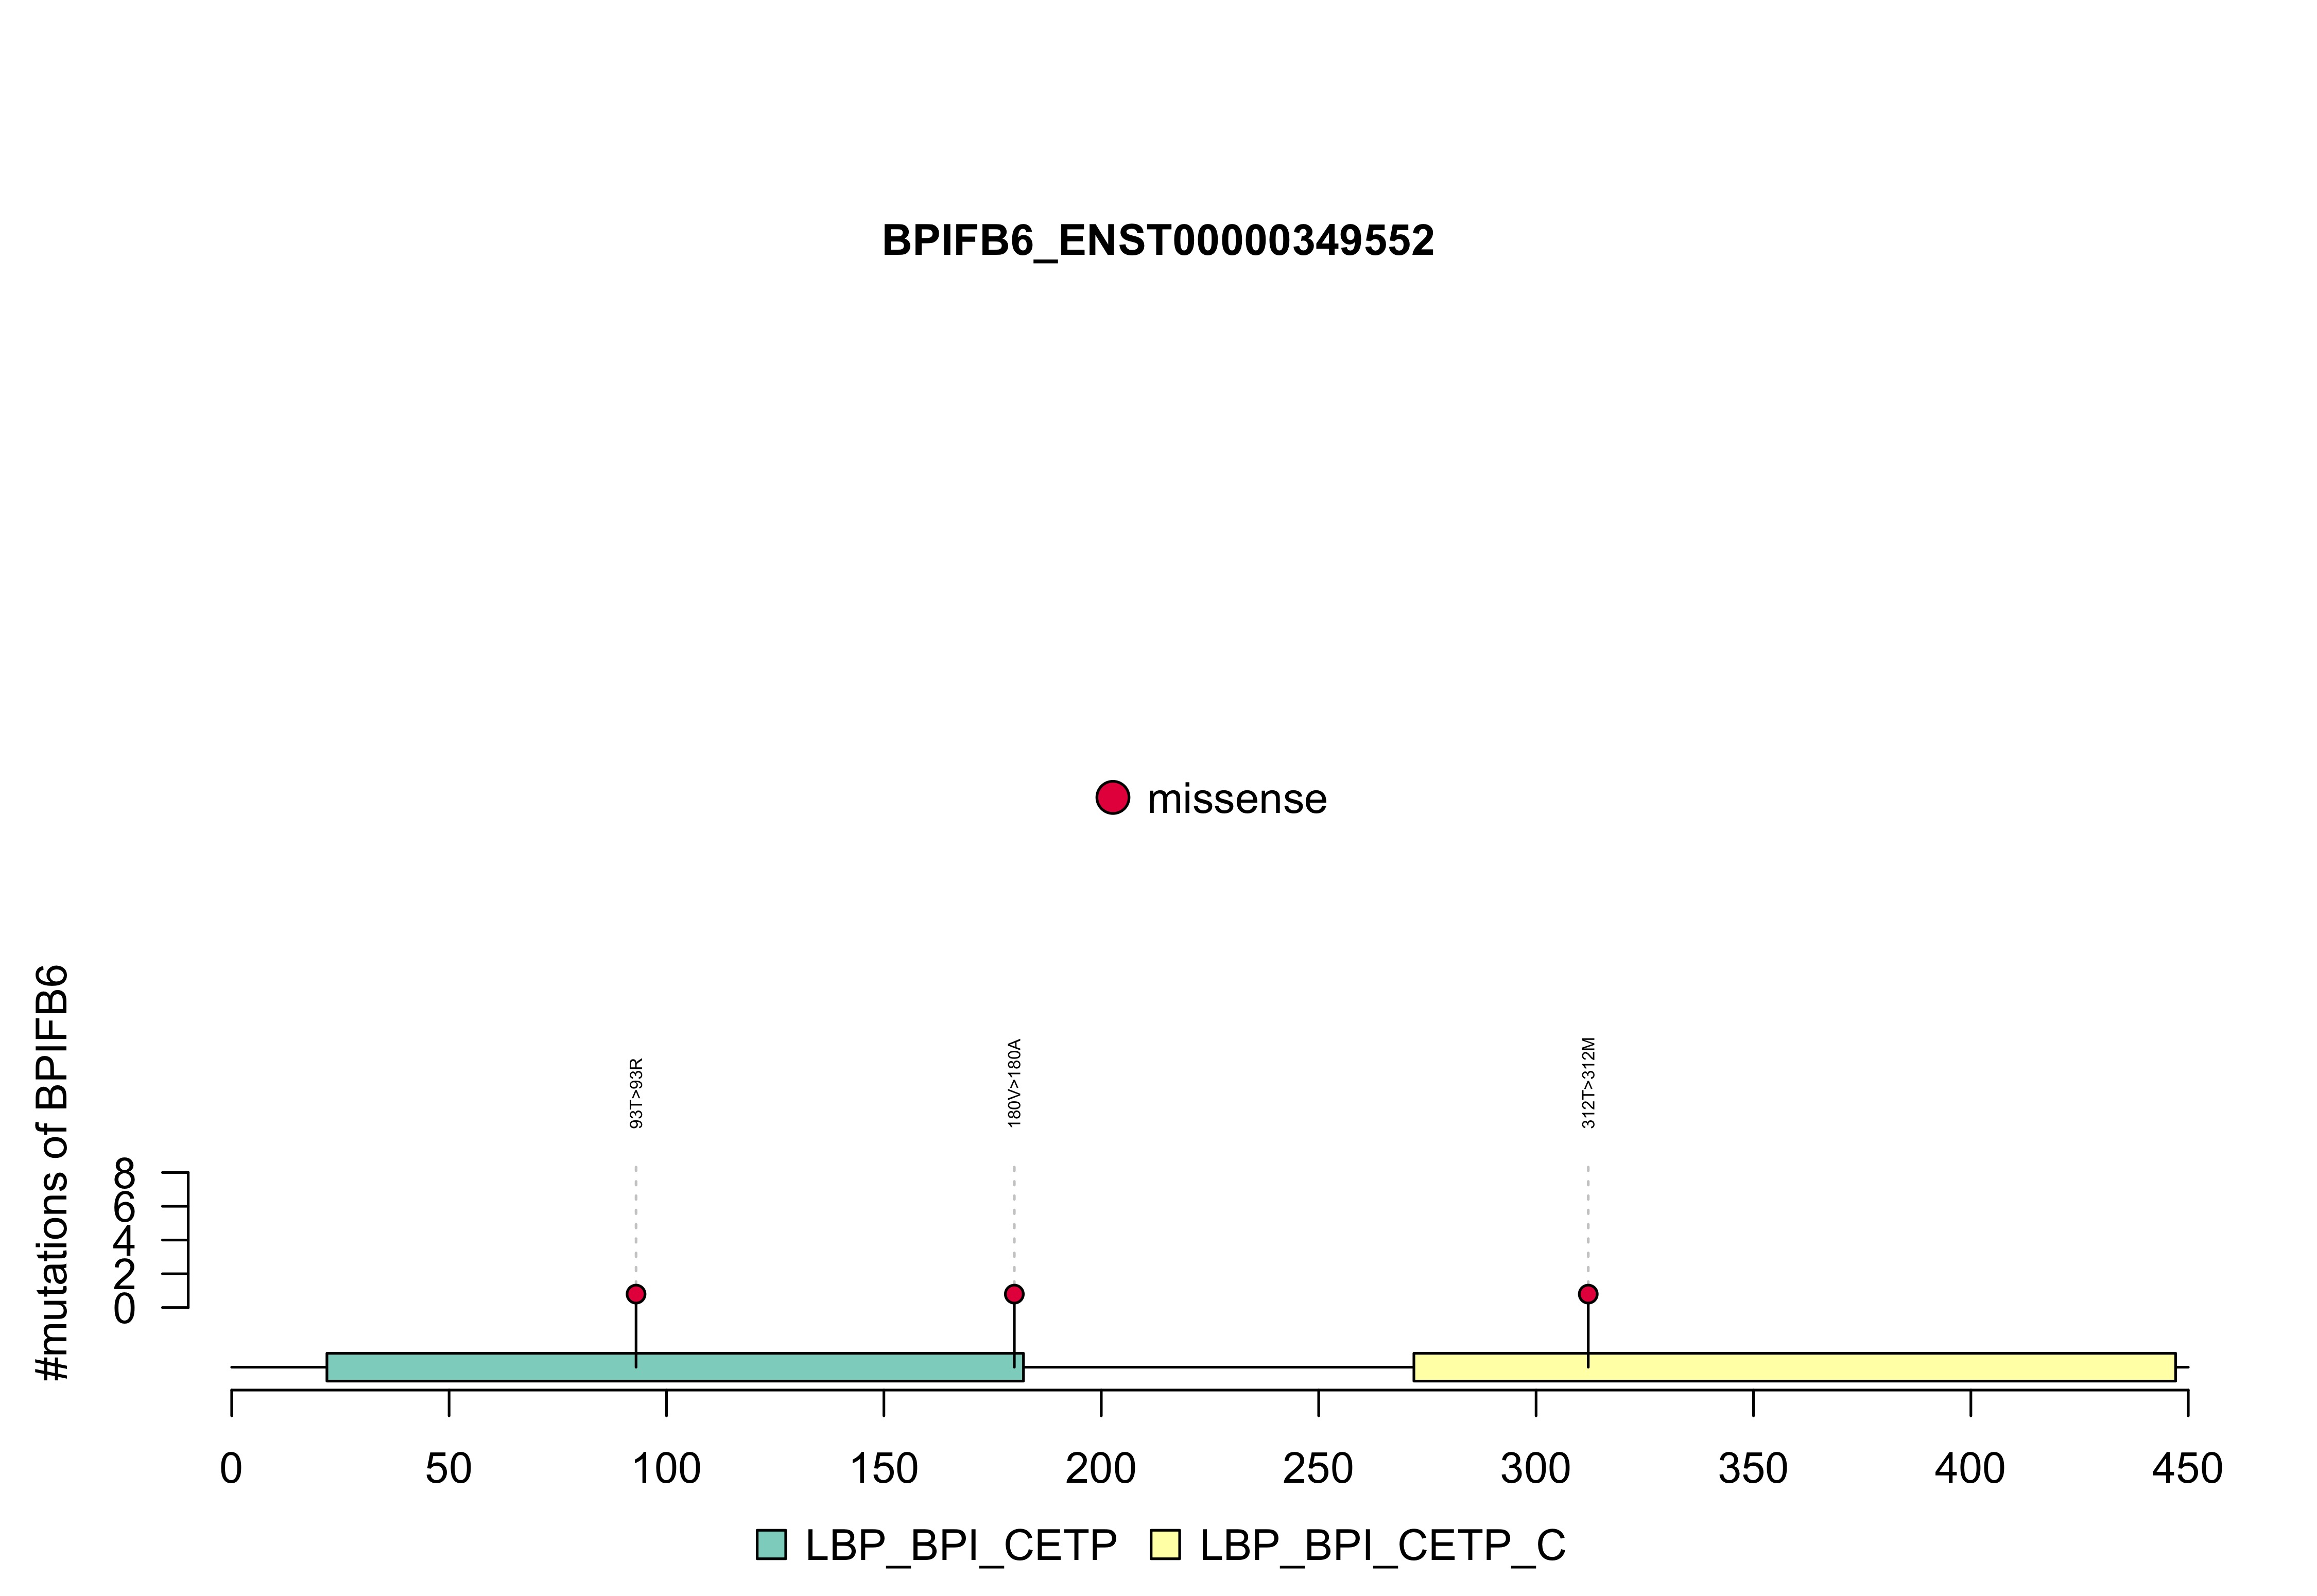 BPIFB6_ENST00000349552
missense
#mutations of BPIFB6
93T>93R
180V>180A
312T>312M
8
6
4
2
0
0 50 100 150 200 250 300 350 400 450
LBP_BPI_CETP LBP_BPI_CETP_C